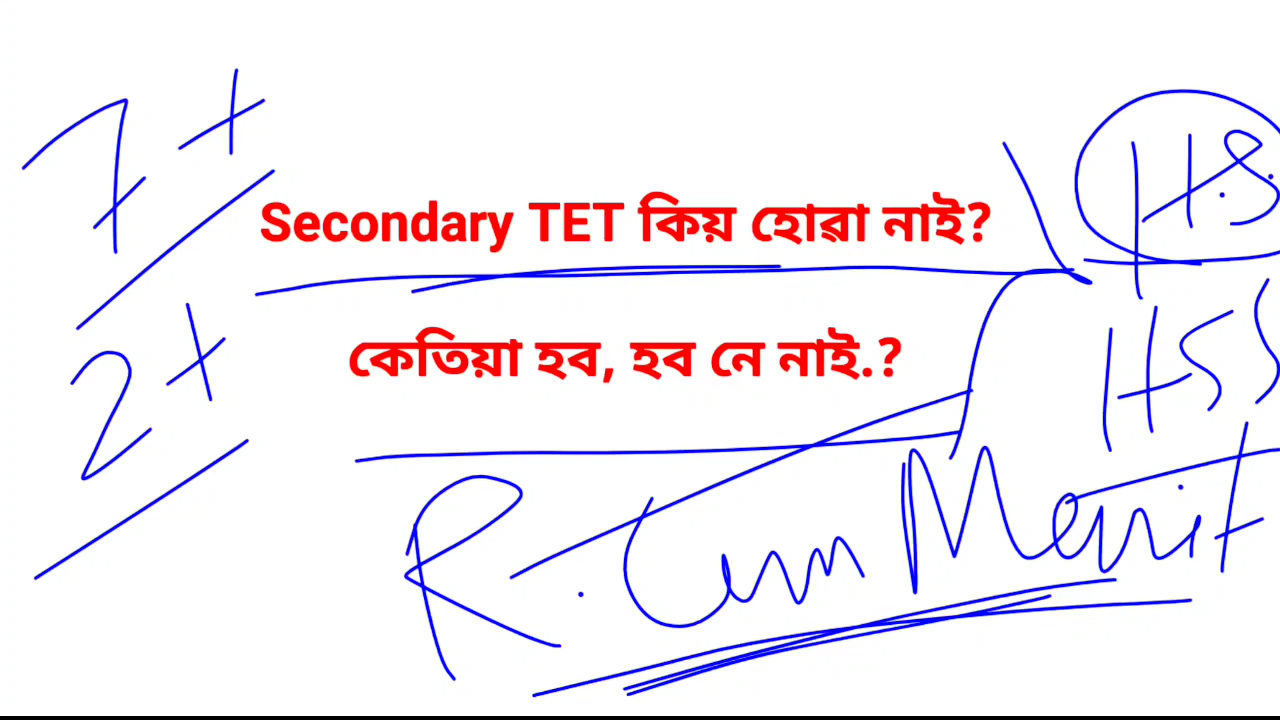 7+
H.S.
Secondary TET কিয় হোৱা নাই?
2+
কেতিয়া হব, হব নে নাই.?
HSS
R. Cum Merit